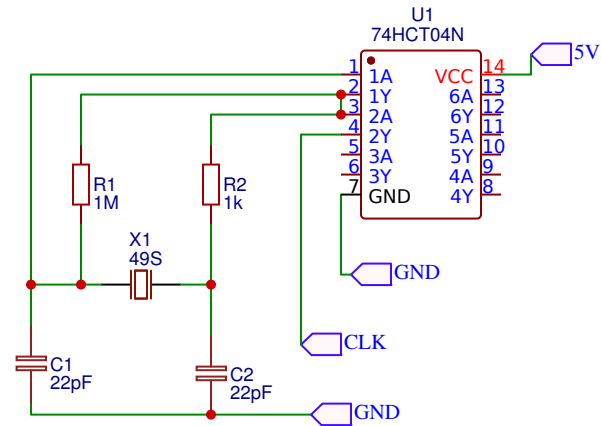 U1
74HCT04N
1 1A
2 1Y
3 2A
4 2Y
5 3A
6 3Y
7 GND
VCC 14
6A 13
6Y 12
5A 11
5Y 10
4A 9
4Y 8
5V
R1
1M
R2
1k
X1
49S
GND
CLK
C1
22pF
C2
22pF
GND